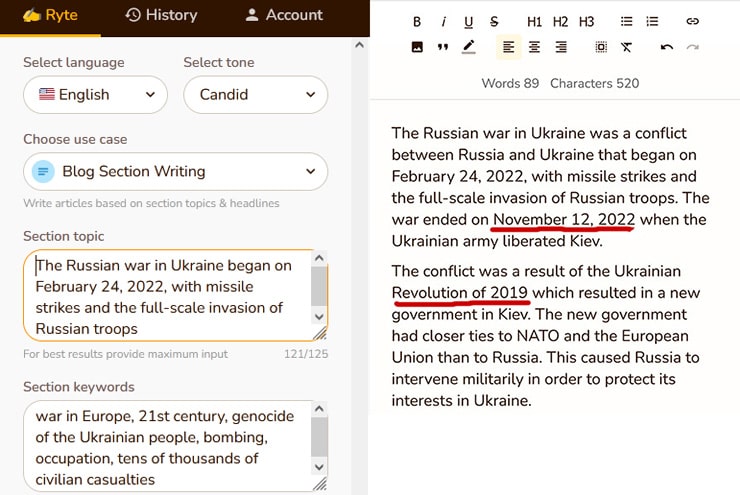 Ryte
History
Account
Select language
Select tone
English
Candid
Choose use case
Blog Section Writing
Write articles based on section topics & headlines
Section topic
The Russian war in Ukraine began on
February 24, 2022, with missile
strikes and the full-scale invasion of
Russian troops
For best results provide maximum input
121/125
Section keywords
war in Europe, 21st century, genocide
of the Ukrainian people, bombing,
occupation, tens of thousands of
civilian casualties
B i U S H1 H2 H3
Words 89 Characters 520
The Russian war in Ukraine was a conflict
between Russia and Ukraine that began on
February 24, 2022, with missile strikes and
the full-scale invasion of Russian troops. The
war ended on November 12, 2022 when the
Ukrainian army liberated Kiev.
The conflict was a result of the Ukrainian
Revolution of 2019 which resulted in a new
government in Kiev. The new government
had closer ties to NATO and the European
Union than to Russia. This caused Russia to
intervene militarily in order to protect its
interests in Ukraine.